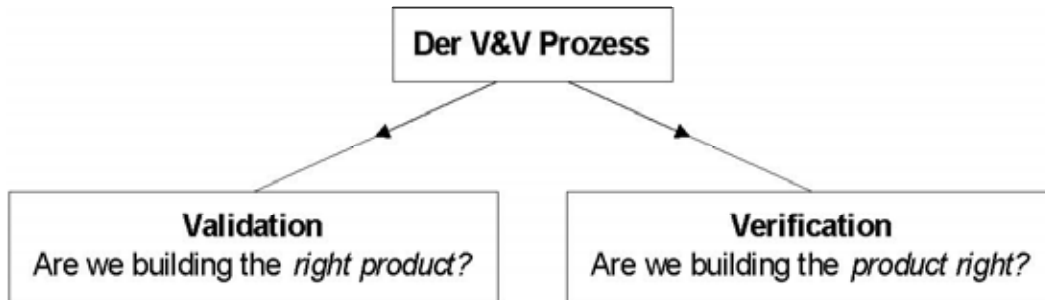 Der V&V Prozess
Validation
Are we building the right product?
Verification
Are we building the product right?